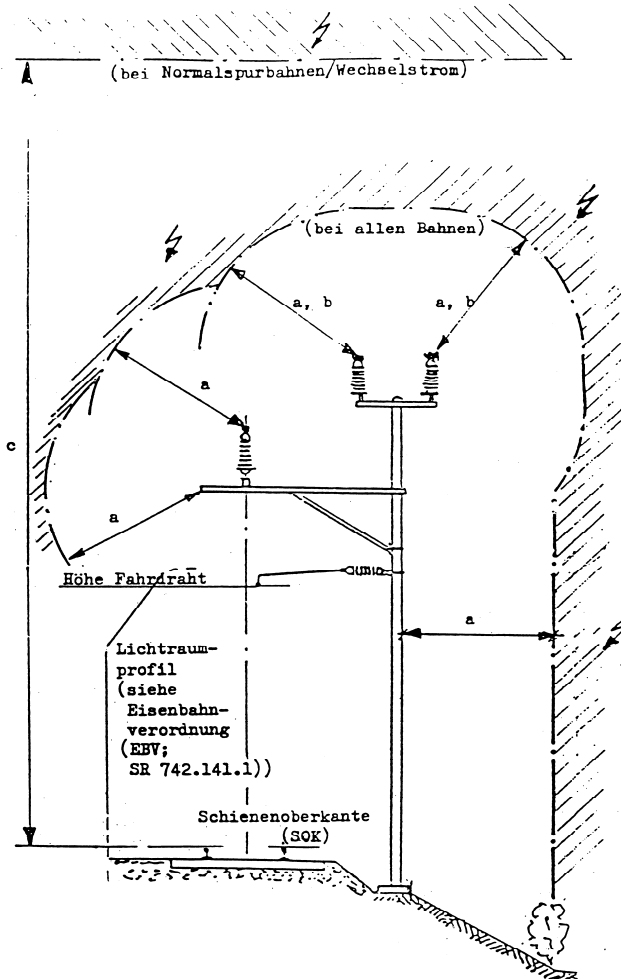 (bei Normalspurbahnen/Wechselstrom)
(bei allen Bahnen)
a, b
a, b
a
c
a
Höhe Fahrdraht
a
Lichtraum-
profil
(siehe
Eisenbahn-
verordnung
(EBV;
SR 742.141.1))
Schienenoberkante
(SOK)